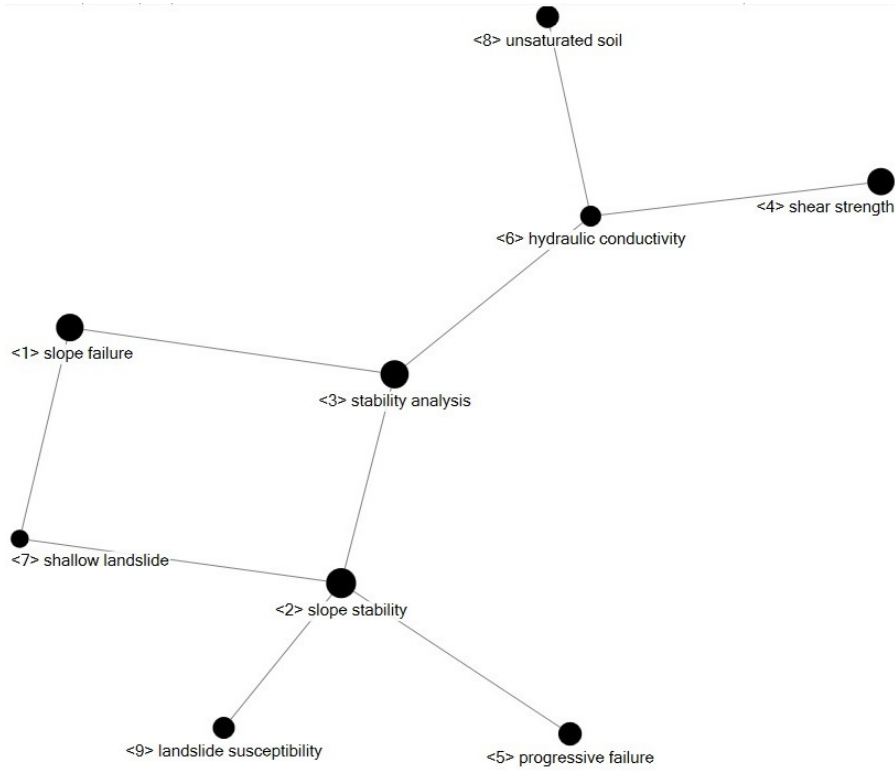 <8> unsaturated soil
<4> shear strength
<6> hydraulic conductivity
<1> slope failure
<3> stability analysis
<7> shallow landslide
<2> slope stability
<9> landslide susceptibility
<5> progressive failure